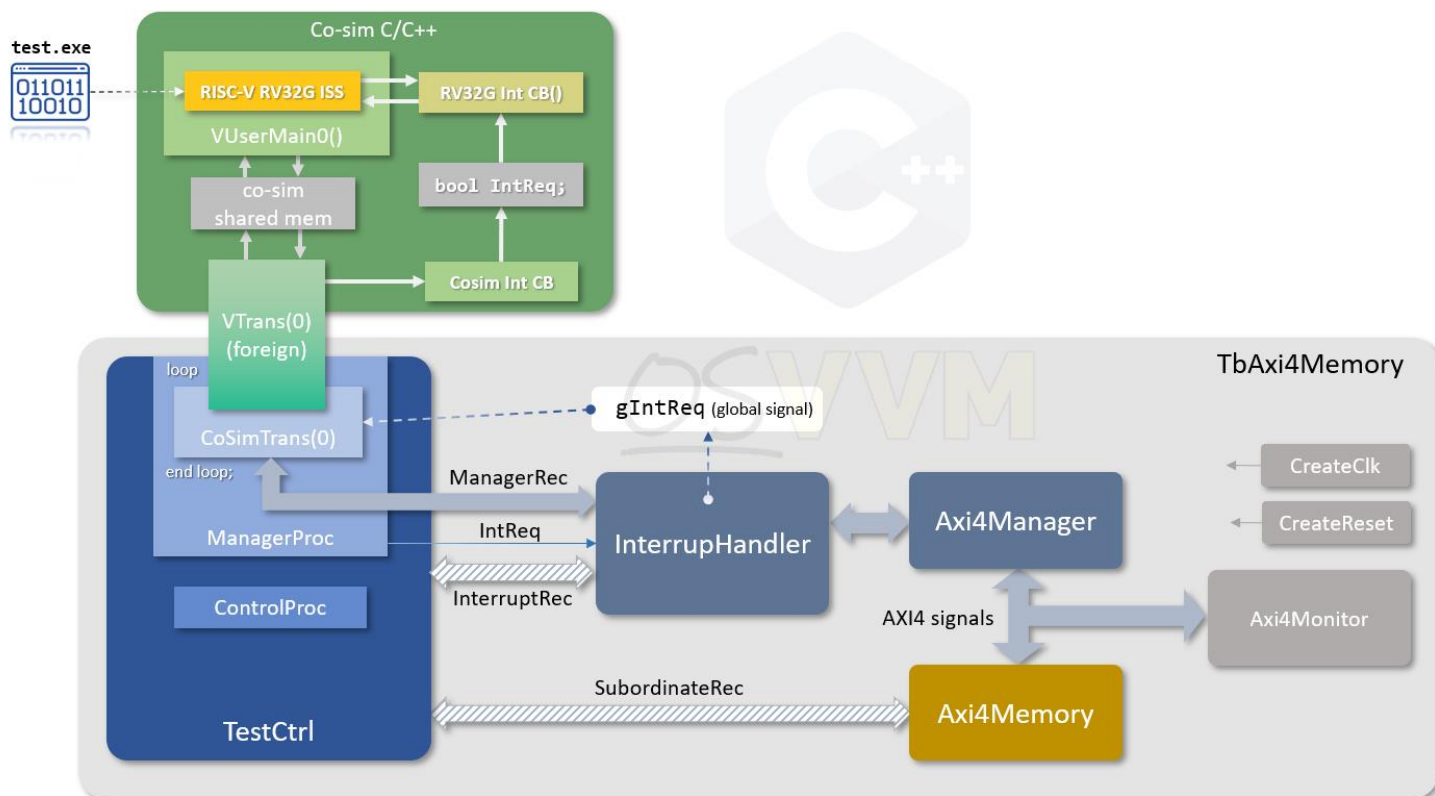 Co-sim C/C++
test.exe
011011
10010
RISC-V RV32G ISS
RV32G Int CB()
VUserMain0()
bool IntReq;
co-sim
shared mem
Cosim Int CB
VTrans(0)
(foreign)
C++
OSVVM
TbAxi4Memory
loop
gIntReq (global signal)
CoSimTrans(0)
end loop;
ManagerRec
CreateClk
ManagerProc
IntReq
InterrupHandler
Axi4Manager
CreateReset
InterruptRec
ControlProc
AXI4 signals
Axi4Monitor
SubordinateRec
Axi4Memory
TestCtrl